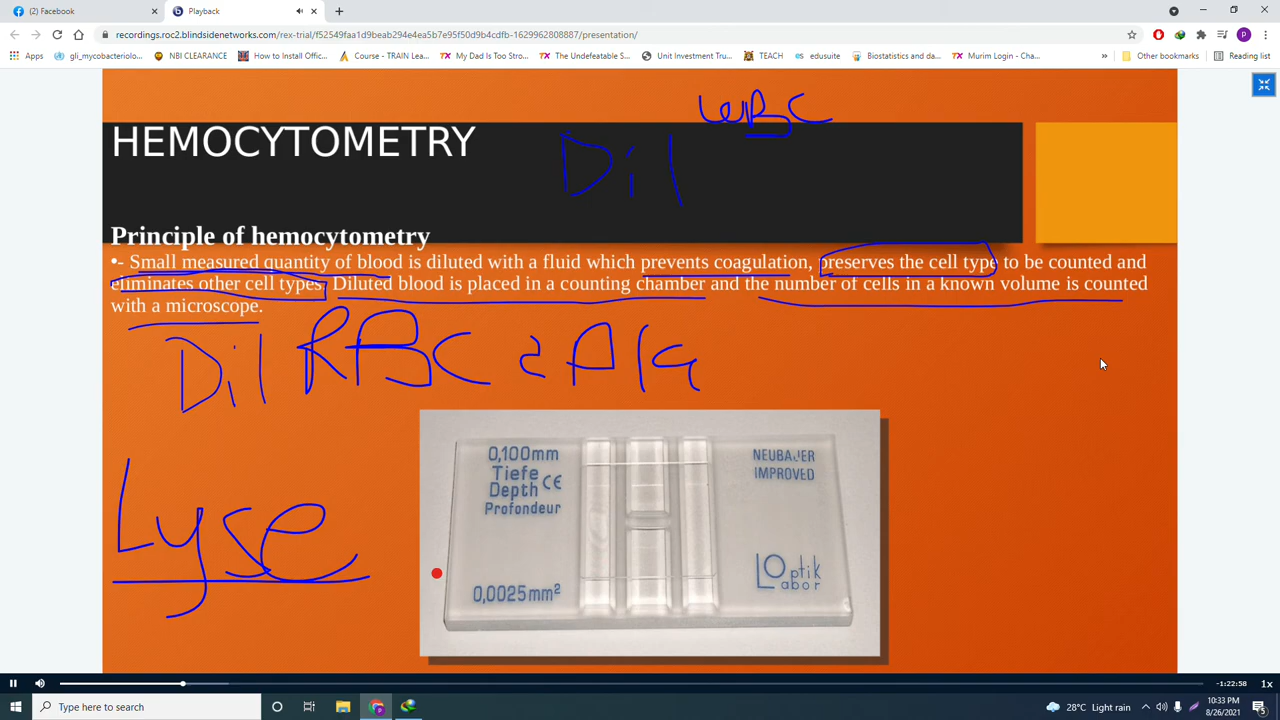 (2) Facebook
Playback
recordings.roc2.blindsidenetworks.com/rex-trial/f52549faa1d9beab294e4ea5b7e95f50d9b4cdfb-1629962808887/presentation/
Apps
gli_mycobacteriolo...
NBI CLEARANCE
How to Install Offic...
Course - TRAIN Lea...
My Dad Is Too Stro...
The Undefeatable S...
Unit Investment Tru...
TEACH
edusuite
Biostatistics and da...
Murim Login - Cha...
»
Other bookmarks
Reading list
WBC
HEMOCYTOMETRY
Dil
Principle of hemocytometry
•- Small measured quantity of blood is diluted with a fluid which prevents coagulation, preserves the cell type to be counted and
eliminates other cell types. Diluted blood is placed in a counting chamber and the number of cells in a known volume is counted
with a microscope.
Dil RBC
Lyse
0,100mm
Tiefe
Depth CE
Profondeur
0,0025mm²
NEUBAUER
IMPROVED
Optik
Labor
-1:22:58
1x
Type here to search
28°C Light rain
10:33 PM
8/26/2021
5